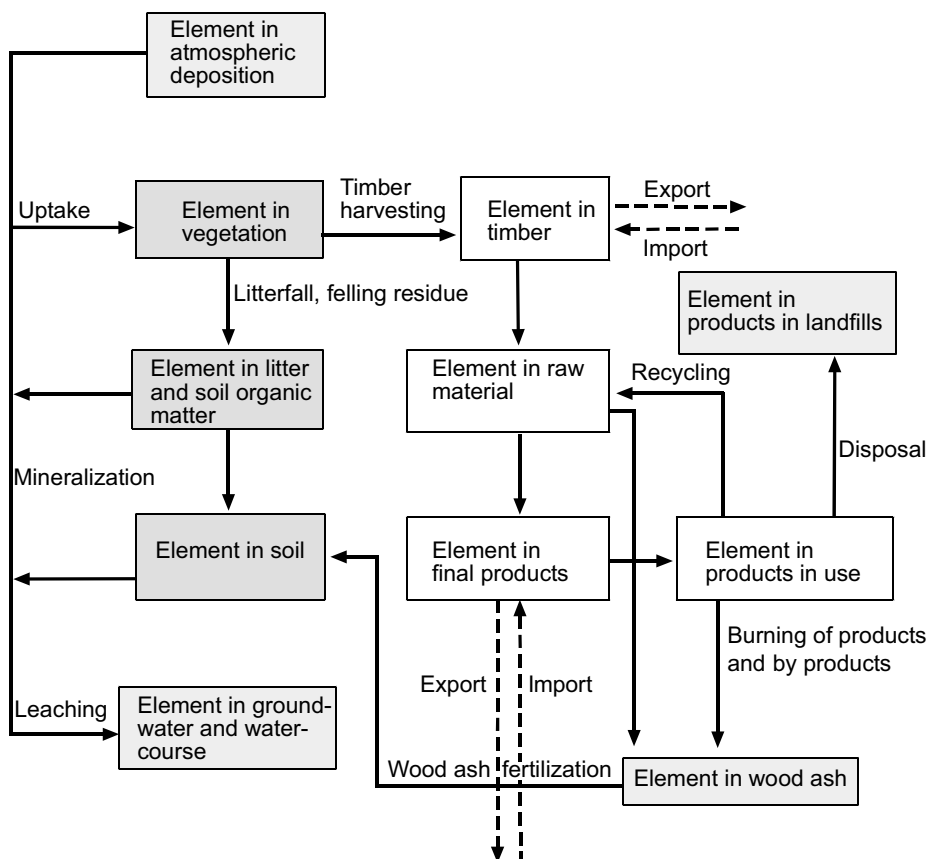 Element in
atmospheric
deposition
Uptake
Element in
vegetation
Timber
harvesting
Element in
timber
Export
Import
Litterfall, felling residue
Element in
products in landfills
Element in litter
and soil organic
matter
Element in raw
material
Recycling
Disposal
Mineralization
Element in soil
Element in
final products
Element in
products in use
Burning of products
and by products
Export
Import
Leaching
Element in ground-
water and water-
course
Wood ash fertilization
Element in wood ash